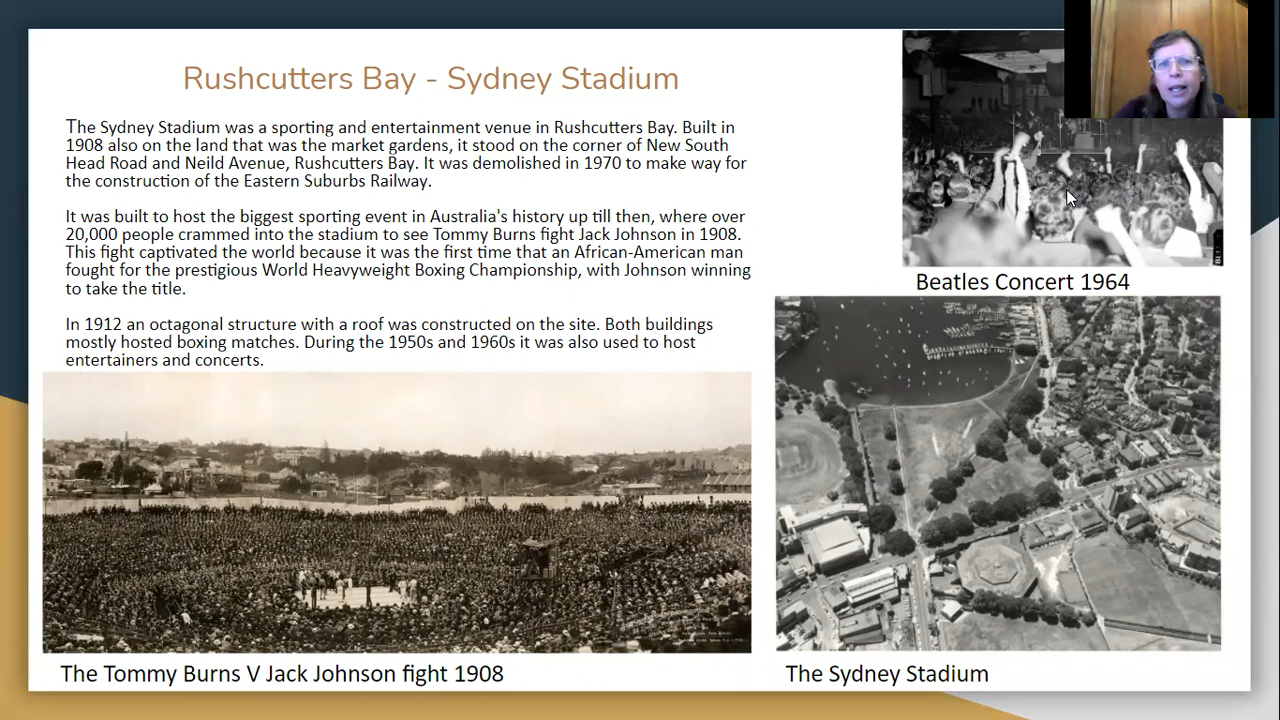 Rushcutters Bay - Sydney Stadium
The Sydney Stadium was a sporting and entertainment venue in Rushcutters Bay. Built in
1908 also on the land that was the market gardens, it stood on the corner of New South
Head Road and Neild Avenue, Rushcutters Bay. It was demolished in 1970 to make way for
the construction of the Eastern Suburbs Railway.
It was built to host the biggest sporting event in Australia's history up till then, where over
20,000 people crammed into the stadium to see Tommy Burns fight Jack Johnson in 1908.
This fight captivated the world because it was the first time that an African-American man
fought for the prestigious World Heavyweight Boxing Championship, with Johnson winning
to take the title.
In 1912 an octagonal structure with a roof was constructed on the site. Both buildings
mostly hosted boxing matches. During the 1950s and 1960s it was also used to host
entertainers and concerts.
Beatles Concert 1964
The Tommy Burns V Jack Johnson fight 1908
The Sydney Stadium